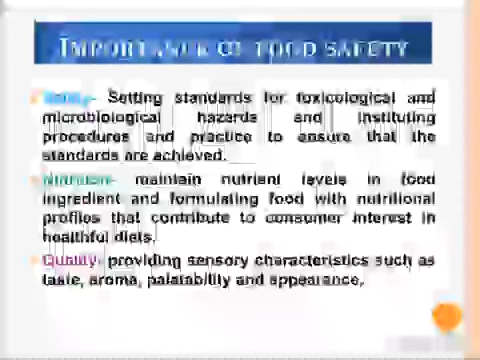 IMPORTANCE OF FOOD SAFETY
Safety- Setting standards for toxicological and
microbiological hazards and instituting
procedures and practice to ensure that the
standards are achieved.
Nutrition- maintain nutrient levels in food
ingredient and formulating food with nutritional
profiles that contribute to consumer interest in
healthful diets.
Quality- providing sensory characteristics such as
taste, aroma, palatability and appearance.